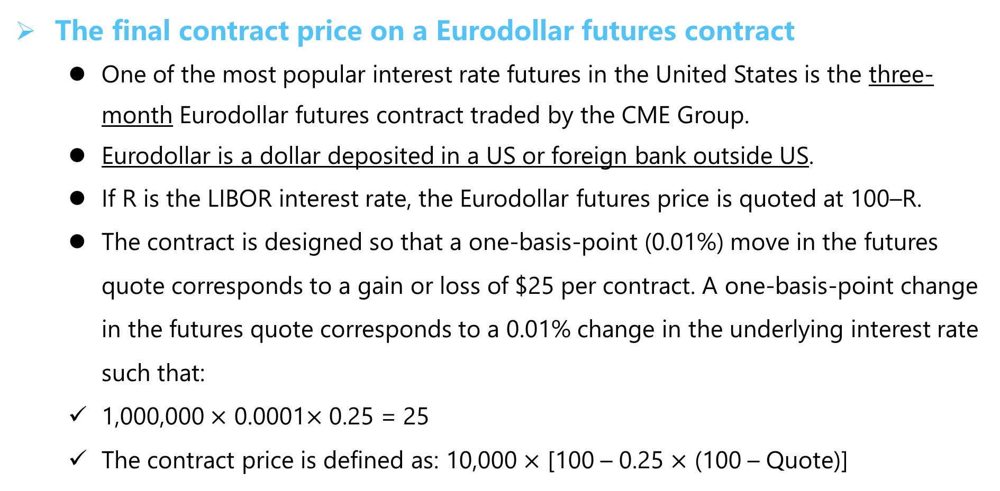 ➢ The final contract price on a Eurodollar futures contract
● One of the most popular interest rate futures in the United States is the three-
month Eurodollar futures contract traded by the CME Group.
● Eurodollar is a dollar deposited in a US or foreign bank outside US.
● If R is the LIBOR interest rate, the Eurodollar futures price is quoted at 100–R.
● The contract is designed so that a one-basis-point (0.01%) move in the futures
quote corresponds to a gain or loss of $25 per contract. A one-basis-point change
in the futures quote corresponds to a 0.01% change in the underlying interest rate
such that:
✓ 1,000,000 × 0.0001× 0.25 = 25
✓ The contract price is defined as: 10,000 × [100 – 0.25 × (100 – Quote)]